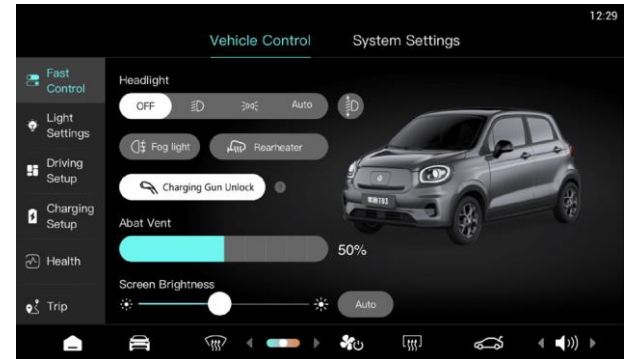 12:29
Vehicle Control
System Settings
Fast
Control
Light
Settings
Driving
Setup
Charging
Setup
Health
Trip
Headlight
OFF
Auto
Fog light
Rearheater
Charging Gun Unlock
Abat Vent
50%
Screen Brightness
Auto
T03